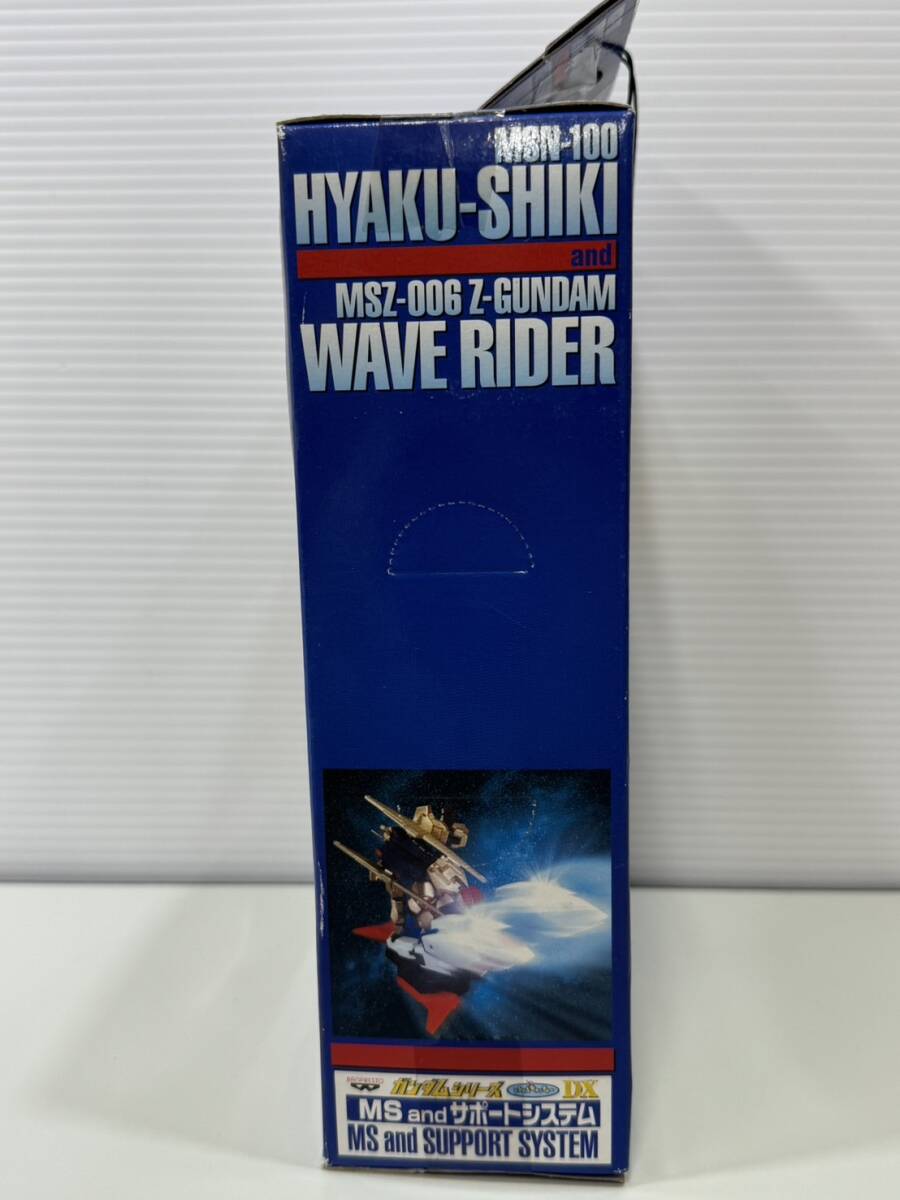 MSN-100
HYAKU-SHIKI
and
MSZ-006 Z-GUNDAM
WAVE RIDER
ガンダムシリーズ DX
MS and サポートシステム
MS and SUPPORT SYSTEM